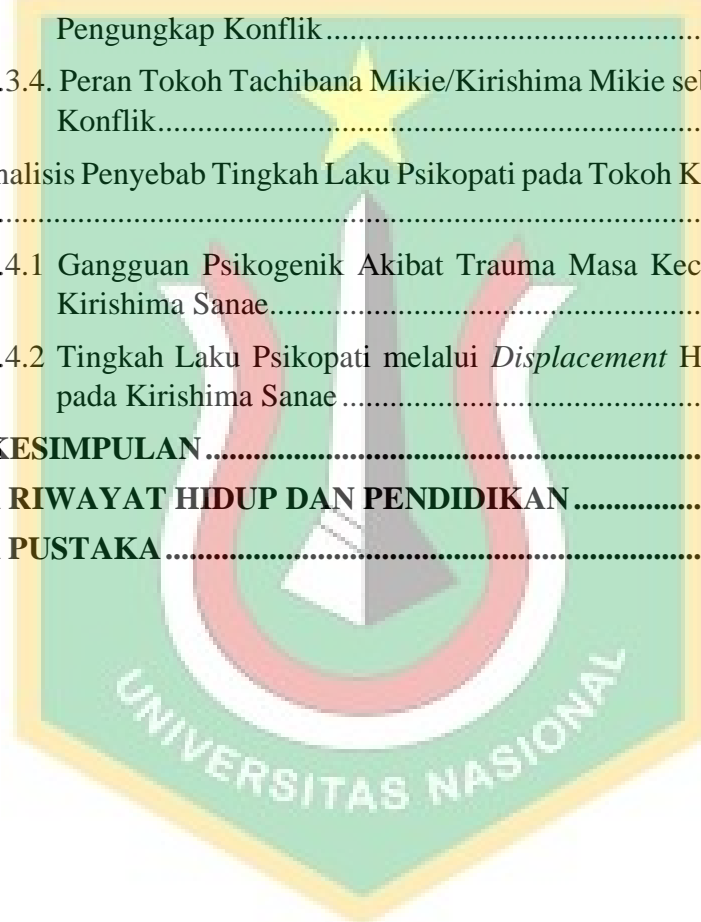 Pengungkap Konflik.....................................................
.3.4. Peran Tokoh Tachibana Mikie/Kirishima Mikie seb
Konflik.................................................................................
nalisis Penyebab Tingkah Laku Psikopati pada Tokoh K
.......................................................................................................
.4.1 Gangguan Psikogenik Akibat Trauma Masa Kec
Kirishima Sanae..............................................................
.4.2 Tingkah Laku Psikopati melalui Displacement H
pada Kirishima Sanae....................................................
KESIMPULAN.......................................................................
RIWAYAT HIDUP DAN PENDIDIKAN....................
PUSTAKA..............................................................................
UNIVERSITAS NASIONAL